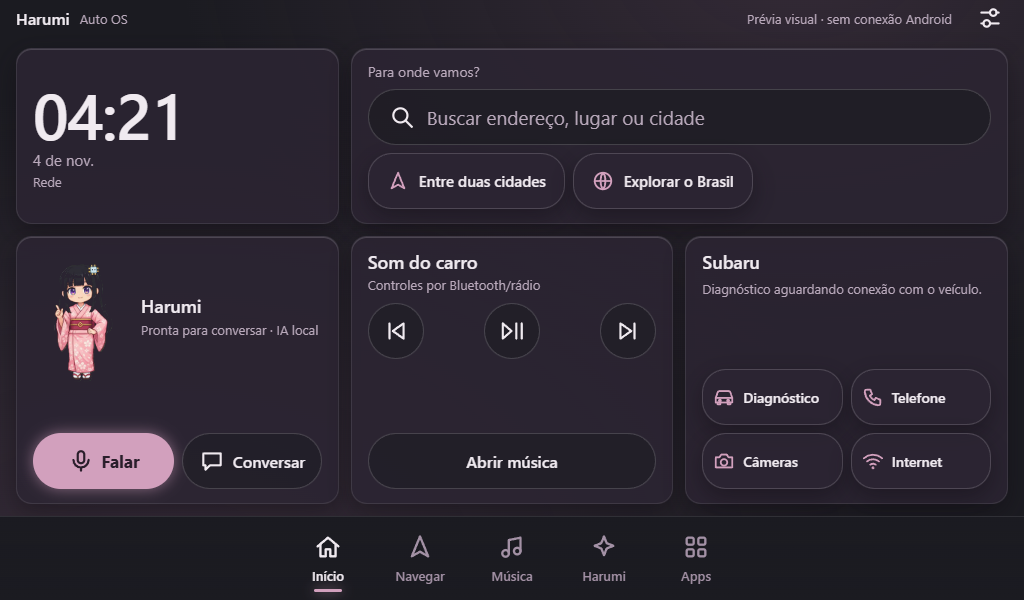 Harumi Auto OS
Prévia visual · sem conexão Android
04:21
4 de nov.
Rede
Para onde vamos?
Buscar endereço, lugar ou cidade
Entre duas cidades
Explorar o Brasil
Harumi
Pronta para conversar · IA local
Falar
Conversar
Som do carro
Controles por Bluetooth/rádio
Abrir música
Subaru
Diagnóstico aguardando conexão com o veículo.
Diagnóstico
Telefone
Câmeras
Internet
Início
Navegar
Música
Harumi
Apps